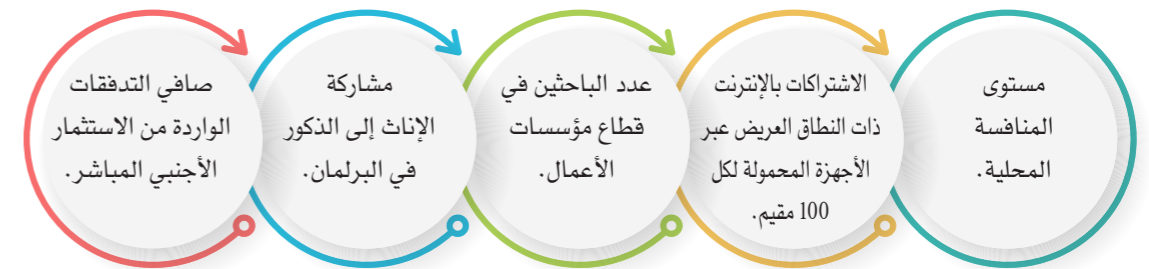 مستوى
المنافسة
المحلية.
الاشتراكات بالإنترنت
ذات النطاق العريض عبر
الأجهزة المحمولة لكل
100 مقيم.
عدد الباحثين في
قطاع مؤسسات
الأعمال.
مشاركة
الإناث إلى الذكور
في البرلمان.
صافي التدفقات
الواردة من الاستثمار
الأجنبي المباشر.